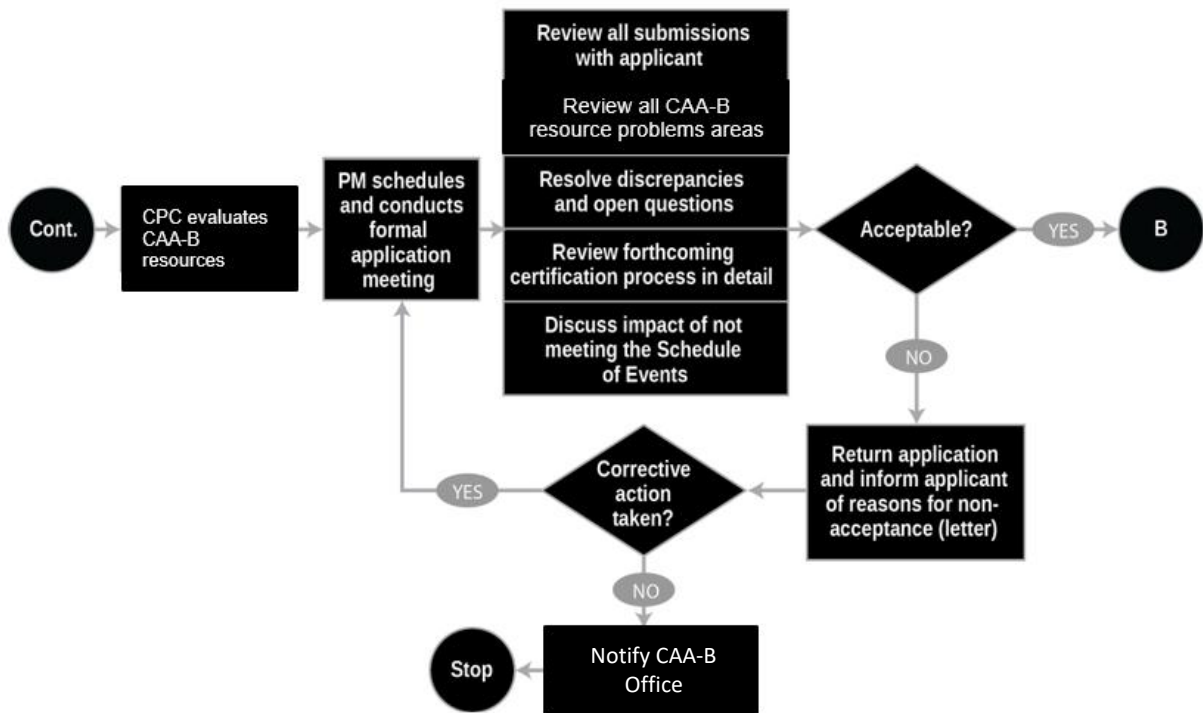 Cont.
CPC evaluates
CAA-B
resources
PM schedules
and conducts
formal
application
meeting
Review all submissions
with applicant
Review all CAA-B
resource problems areas
Resolve discrepancies
and open questions
Review forthcoming
certification process in detail
Discuss impact of not
meeting the Schedule
of Events
Acceptable?
YES
B
NO
Return application
and inform applicant
of reasons for non-
acceptance (letter)
Corrective
action
taken?
YES
NO
Notify CAA-B
Office
Stop